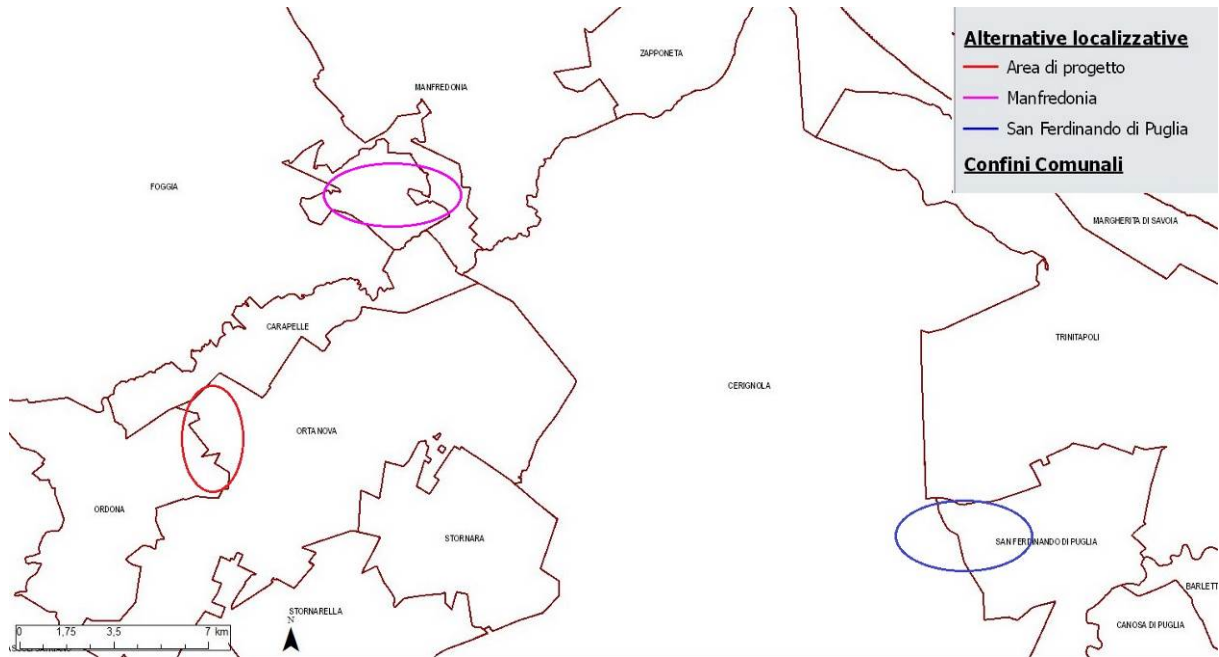 Alternative localizzative
Area di progetto
Manfredonia
San Ferdinando di Puglia
Confini Comunali
ZAPPONETA
MANFREDONIA
FOGGIA
MARGHERITA DI SAVOIA
CARAPELLE
TRINITAPOLI
CERIGNOLA
ORTA NOVA
ORDONA
STORNARA
SAN FERDINANDO DI PUGLIA
BARLETT
STORNARELLA
CANOSA DI PUGLIA
N
0 1,75 3,5 7 km